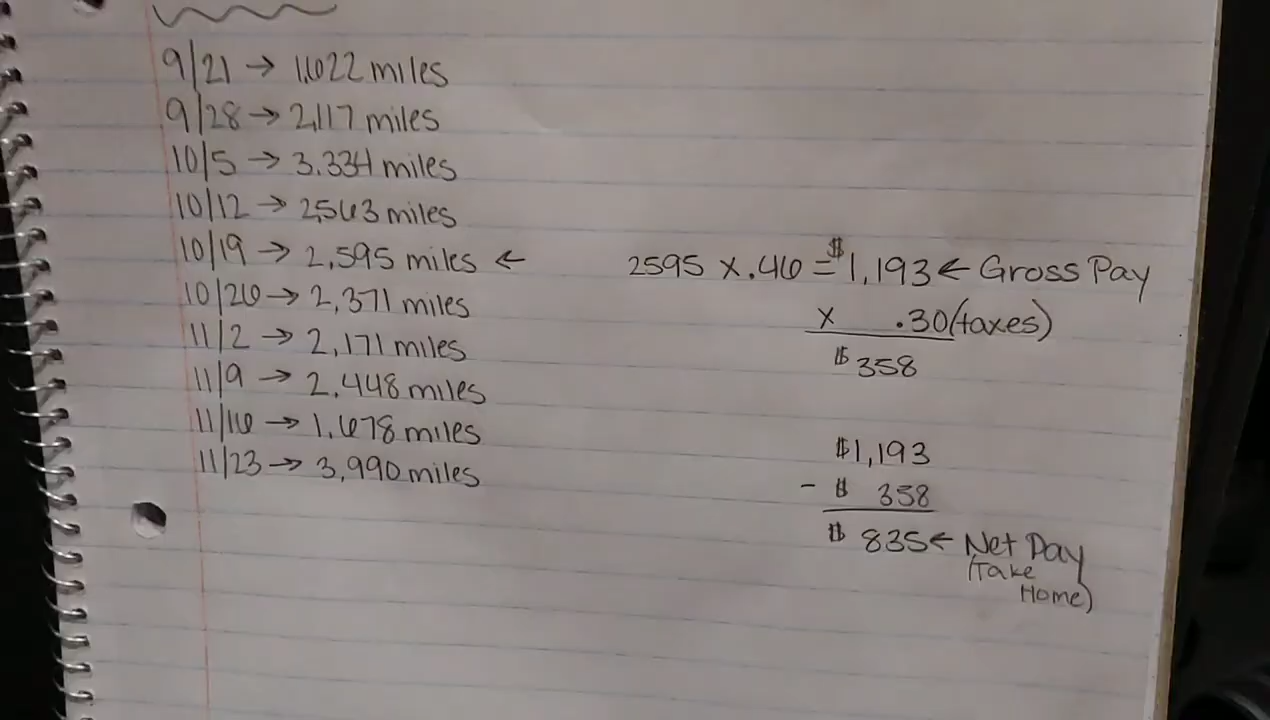 9/21 → 1,622 miles
9/28 → 2,117 miles
10/5 → 3,334 miles
10/12 → 2,563 miles
10/19 → 2,595 miles ←
10/26 → 2,371 miles
11/2 → 2,171 miles
11/9 → 2,448 miles
11/16 → 1,678 miles
11/23 → 3,990 miles
2595 x .46 = $1,193 ← Gross Pay
x .30 (taxes)
$358
$1,193
- $ 358
$ 835 ← Net Pay
(Take
Home)